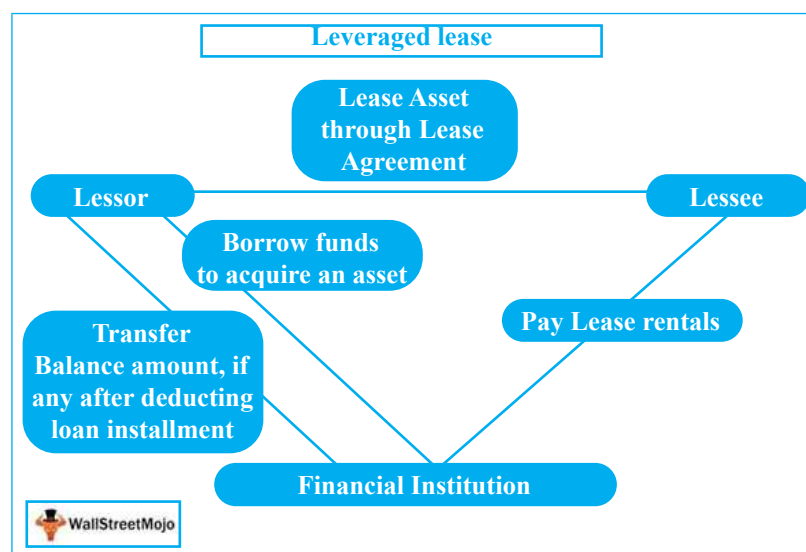 Leveraged lease
Lease Asset
through Lease
Agreement
Lessor
Lessee
Borrow funds
to acquire an asset
Pay Lease rentals
Transfer
Balance amount, if
any after deducting
loan installment
Financial Institution
WallStreetMojo